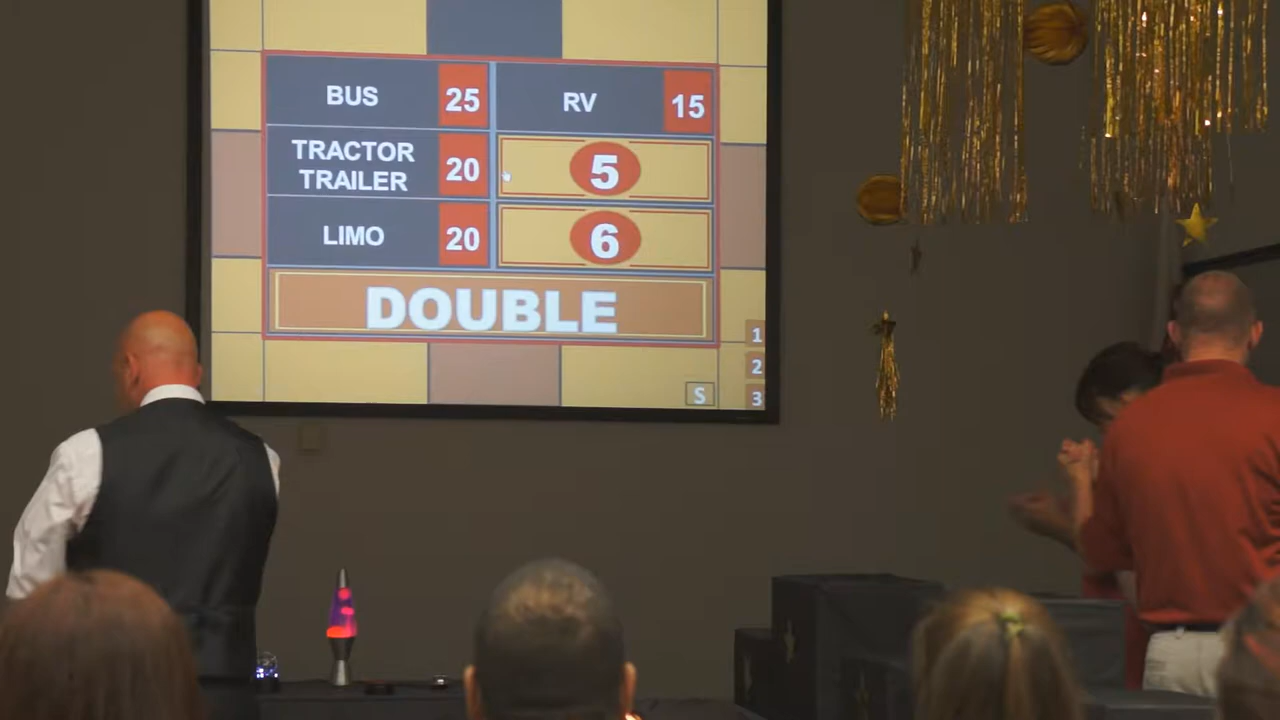 BUS 25 RV 15
TRACTOR TRAILER 20 5
LIMO 20 6
DOUBLE
1
2
S 3